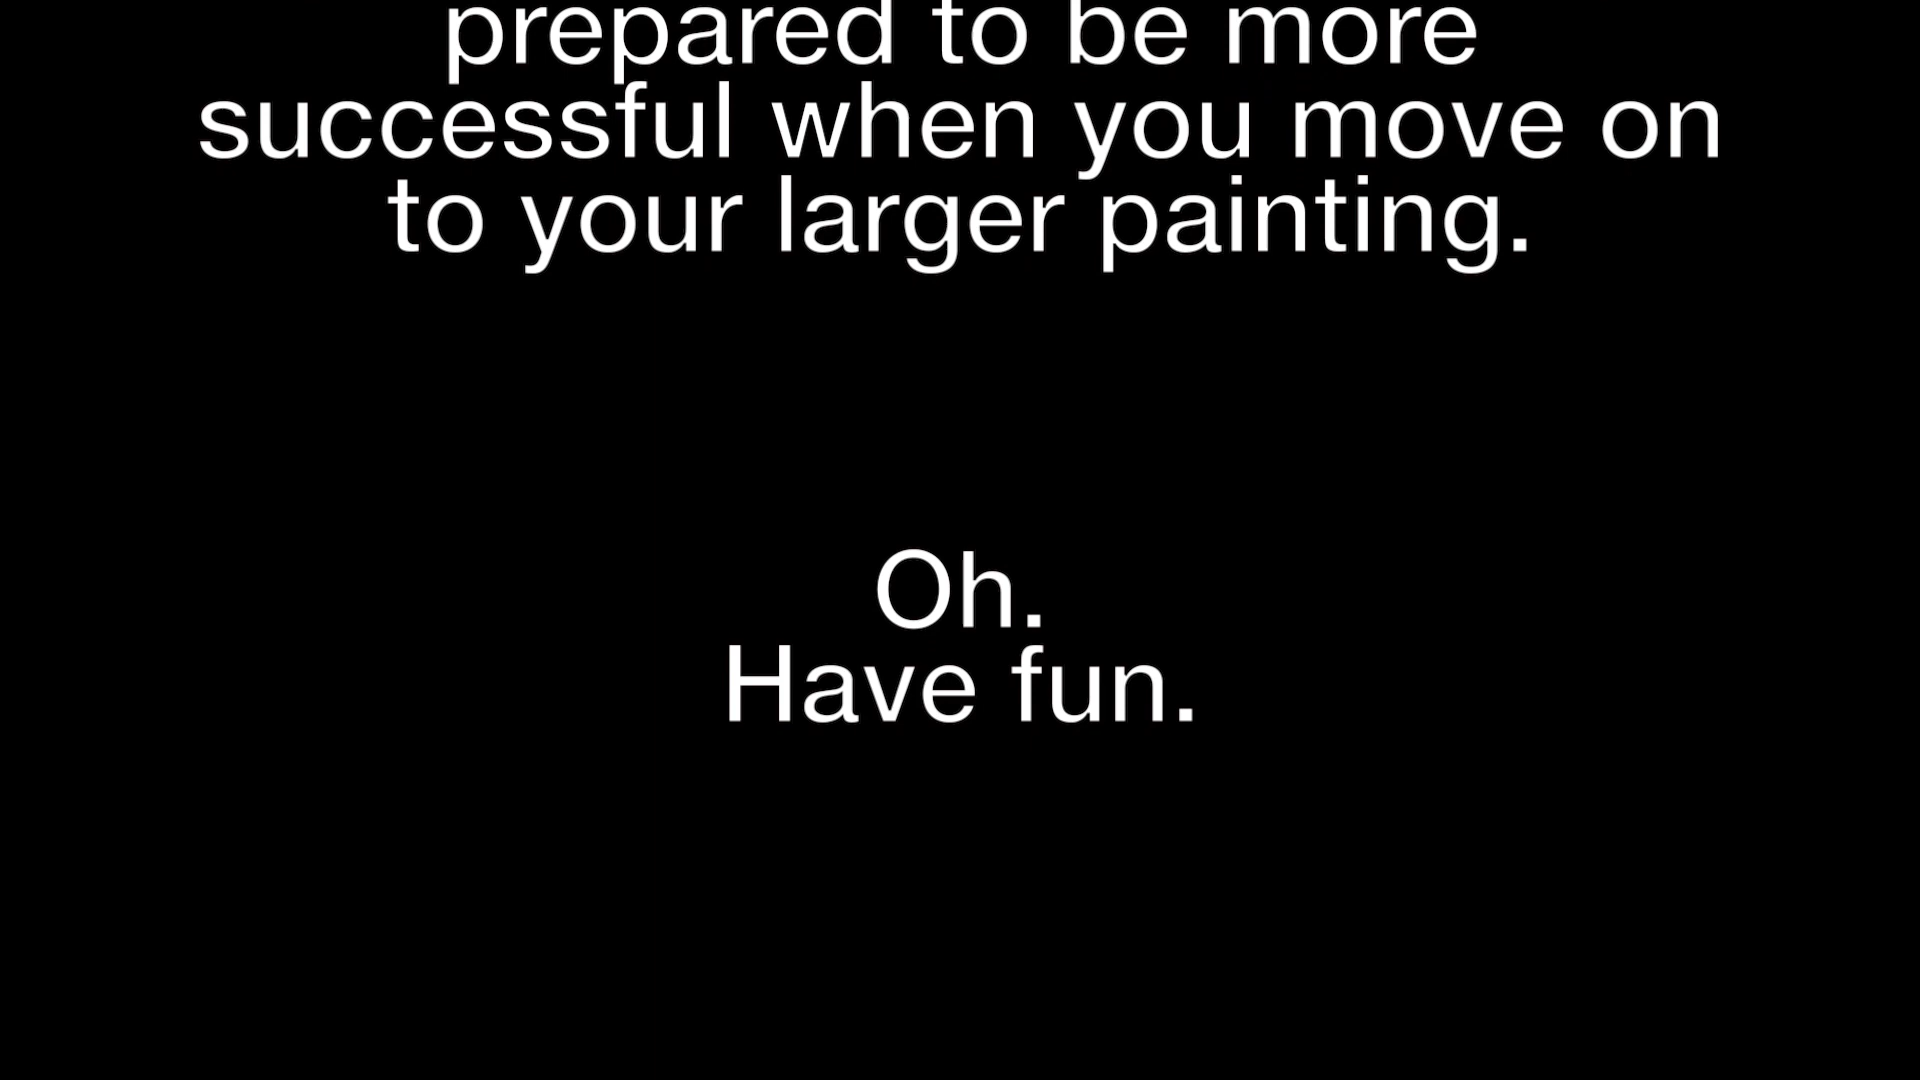 prepared to be more
successful when you move on
to your larger painting.
Oh.
Have fun.